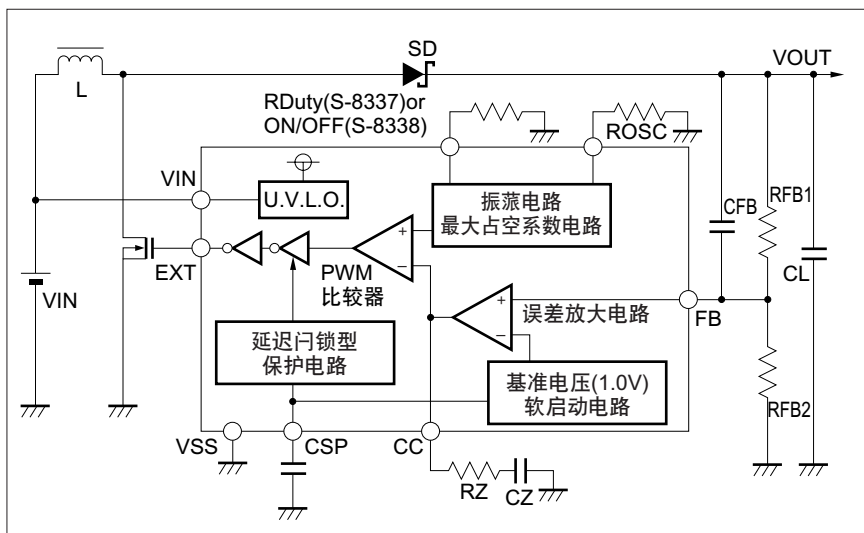 SD
VOUT
L
RDuty(S-8337)or
ON/OFF(S-8338)
ROSC
VIN
U.V.L.O.
振荡电路
最大占空系数电路
CFB
RFB1
+
−
EXT
PWM
比较器
CL
VIN
+
−
误差放大电路
FB
延迟闩锁型
保护电路
基准电压(1.0V)
软启动电路
RFB2
VSS
CSP
CC
RZ
CZ